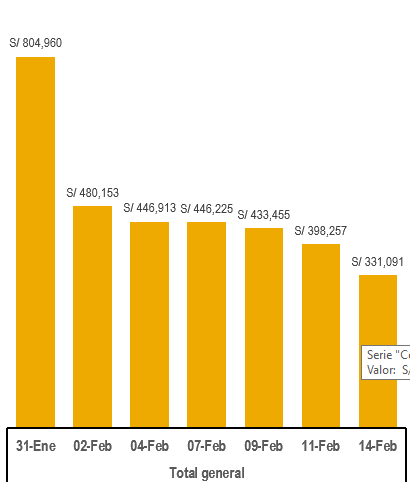 S/ 804,960
S/ 480,153
S/ 446,913
S/ 446,225
S/ 433,455
S/ 398,257
S/ 331,091
Serie "C
Valor: S/
31-Ene 02-Feb 04-Feb 07-Feb 09-Feb 11-Feb 14-Feb
Total general